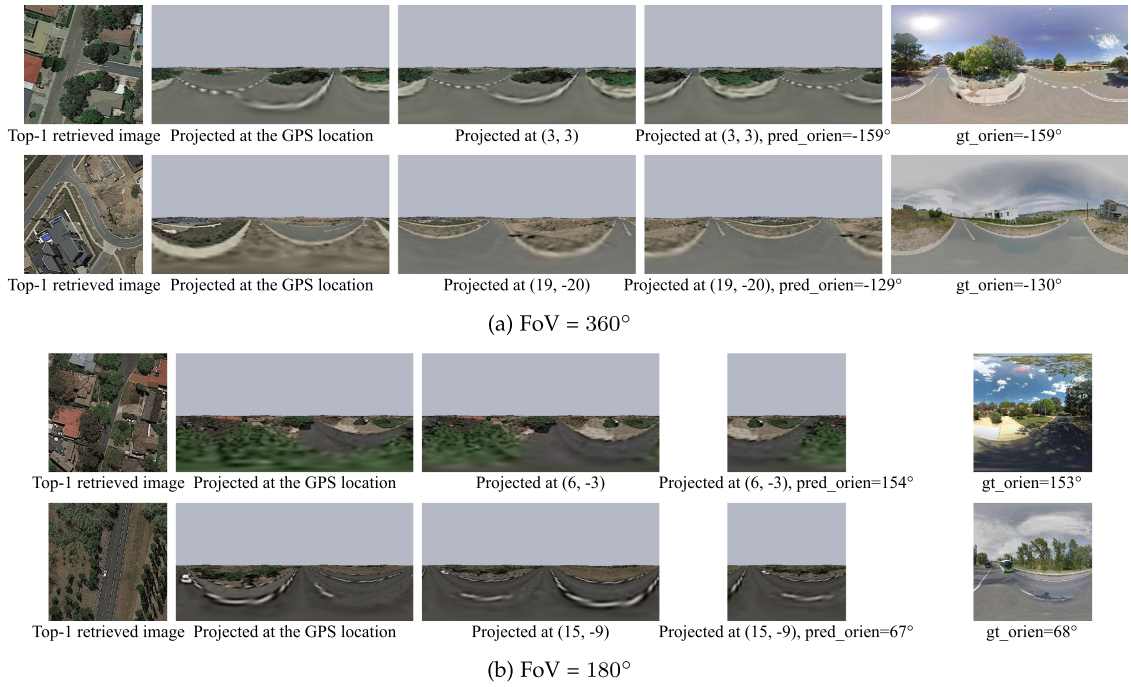 Top-1 retrieved image Projected at the GPS location Projected at (3, 3) Projected at (3, 3), pred_orien=-159° gt_orien=-159°
Top-1 retrieved image Projected at the GPS location Projected at (19, -20) Projected at (19, -20), pred_orien=-129° gt_orien=-130°
(a) FoV = 360°
Top-1 retrieved image Projected at the GPS location Projected at (6, -3) Projected at (6, -3), pred_orien=154° gt_orien=153°
Top-1 retrieved image Projected at the GPS location Projected at (15, -9) Projected at (15, -9), pred_orien=67° gt_orien=68°
(b) FoV = 180°